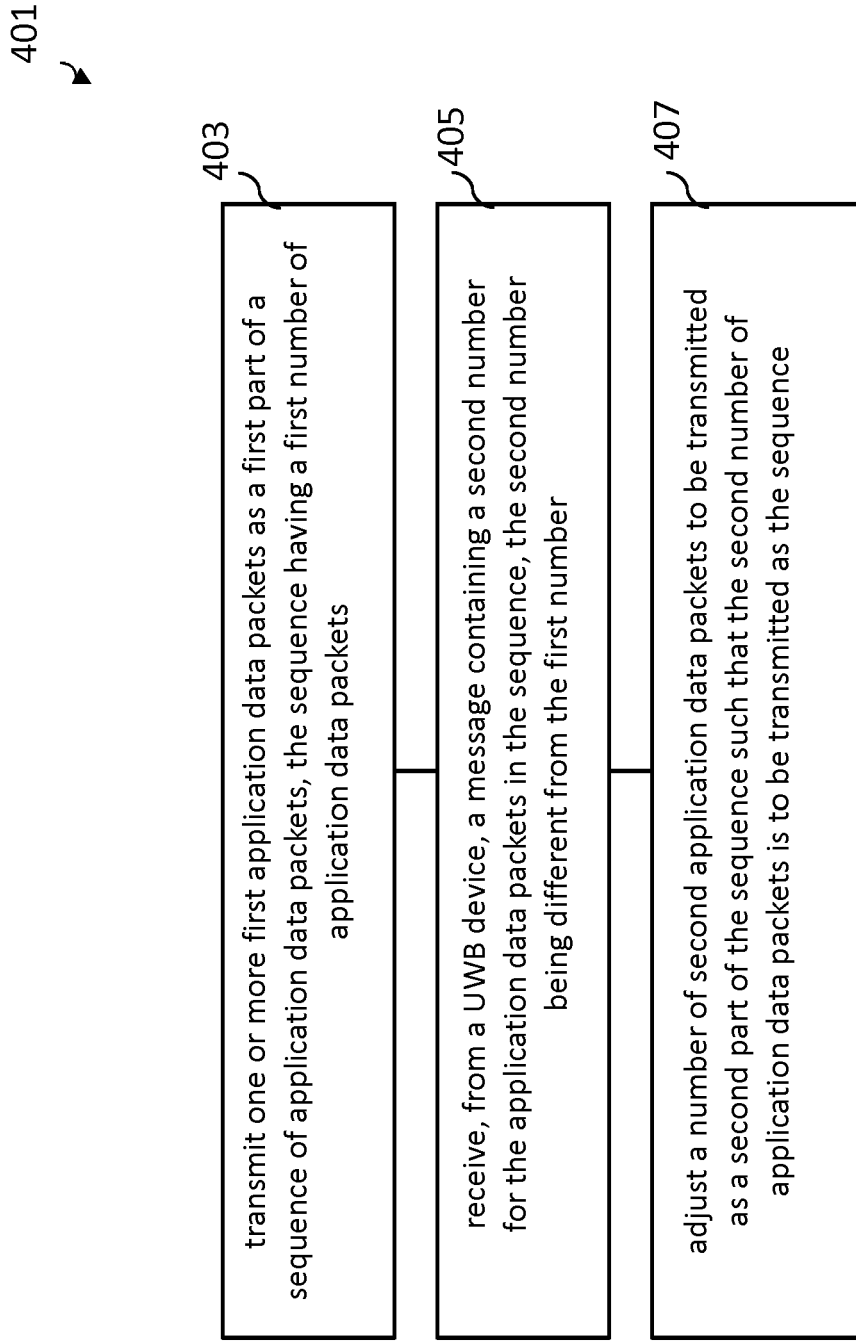 401
403
transmit one or more first application data packets as a first part of a
sequence of application data packets, the sequence having a first number of
application data packets
405
receive, from a UWB device, a message containing a second number
for the application data packets in the sequence, the second number
being different from the first number
407
adjust a number of second application data packets to be transmitted
as a second part of the sequence such that the second number of
application data packets is to be transmitted as the sequence